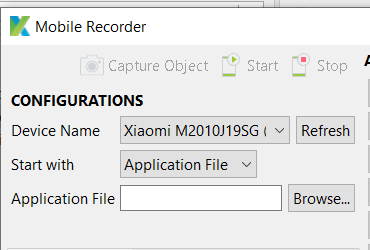 Mobile Recorder
Capture Object Start Stop
CONFIGURATIONS
Device Name Xiaomi M2010J19SG ( Refresh
Start with Application File
Application File Browse...